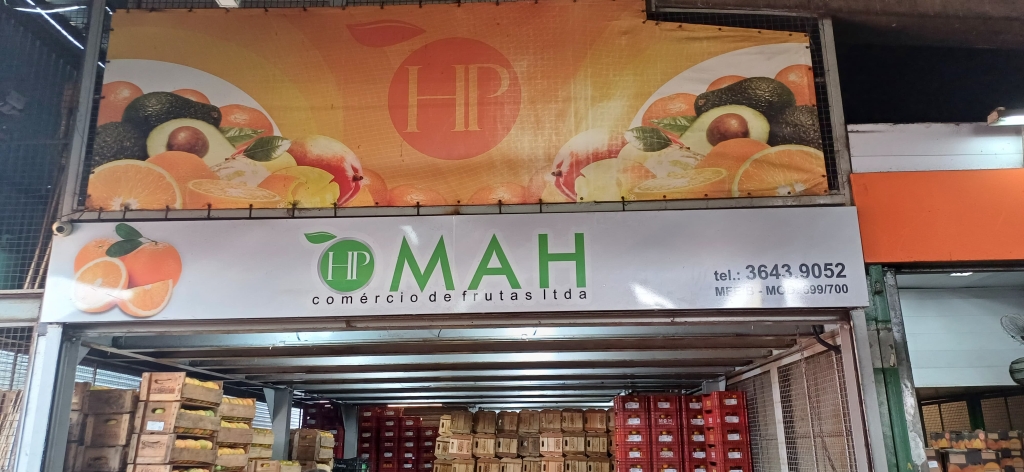 HP
HP MAH
comércio de frutas ltda
tel.: 3643.9052